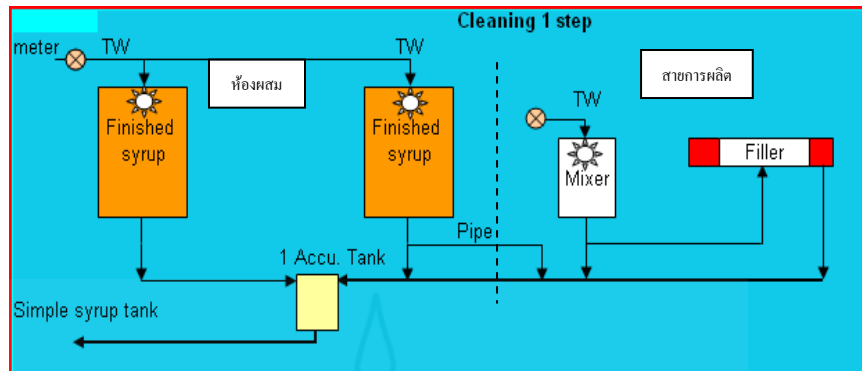 Cleaning 1 step
meter
TW
TW
ห้องผสม
สายการผลิต
TW
Finished
syrup
Finished
syrup
Mixer
Filler
Pipe
1 Accu. Tank
Simple syrup tank